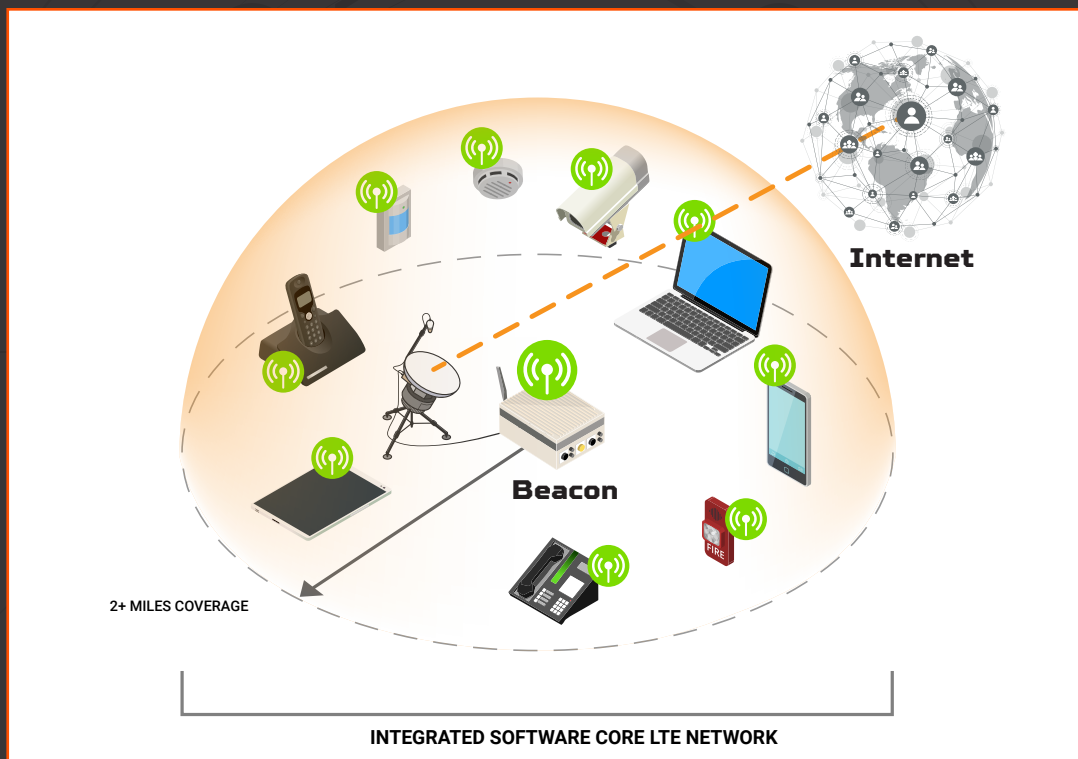 Internet
Beacon
FIRE
2+ MILES COVERAGE
INTEGRATED SOFTWARE CORE LTE NETWORK